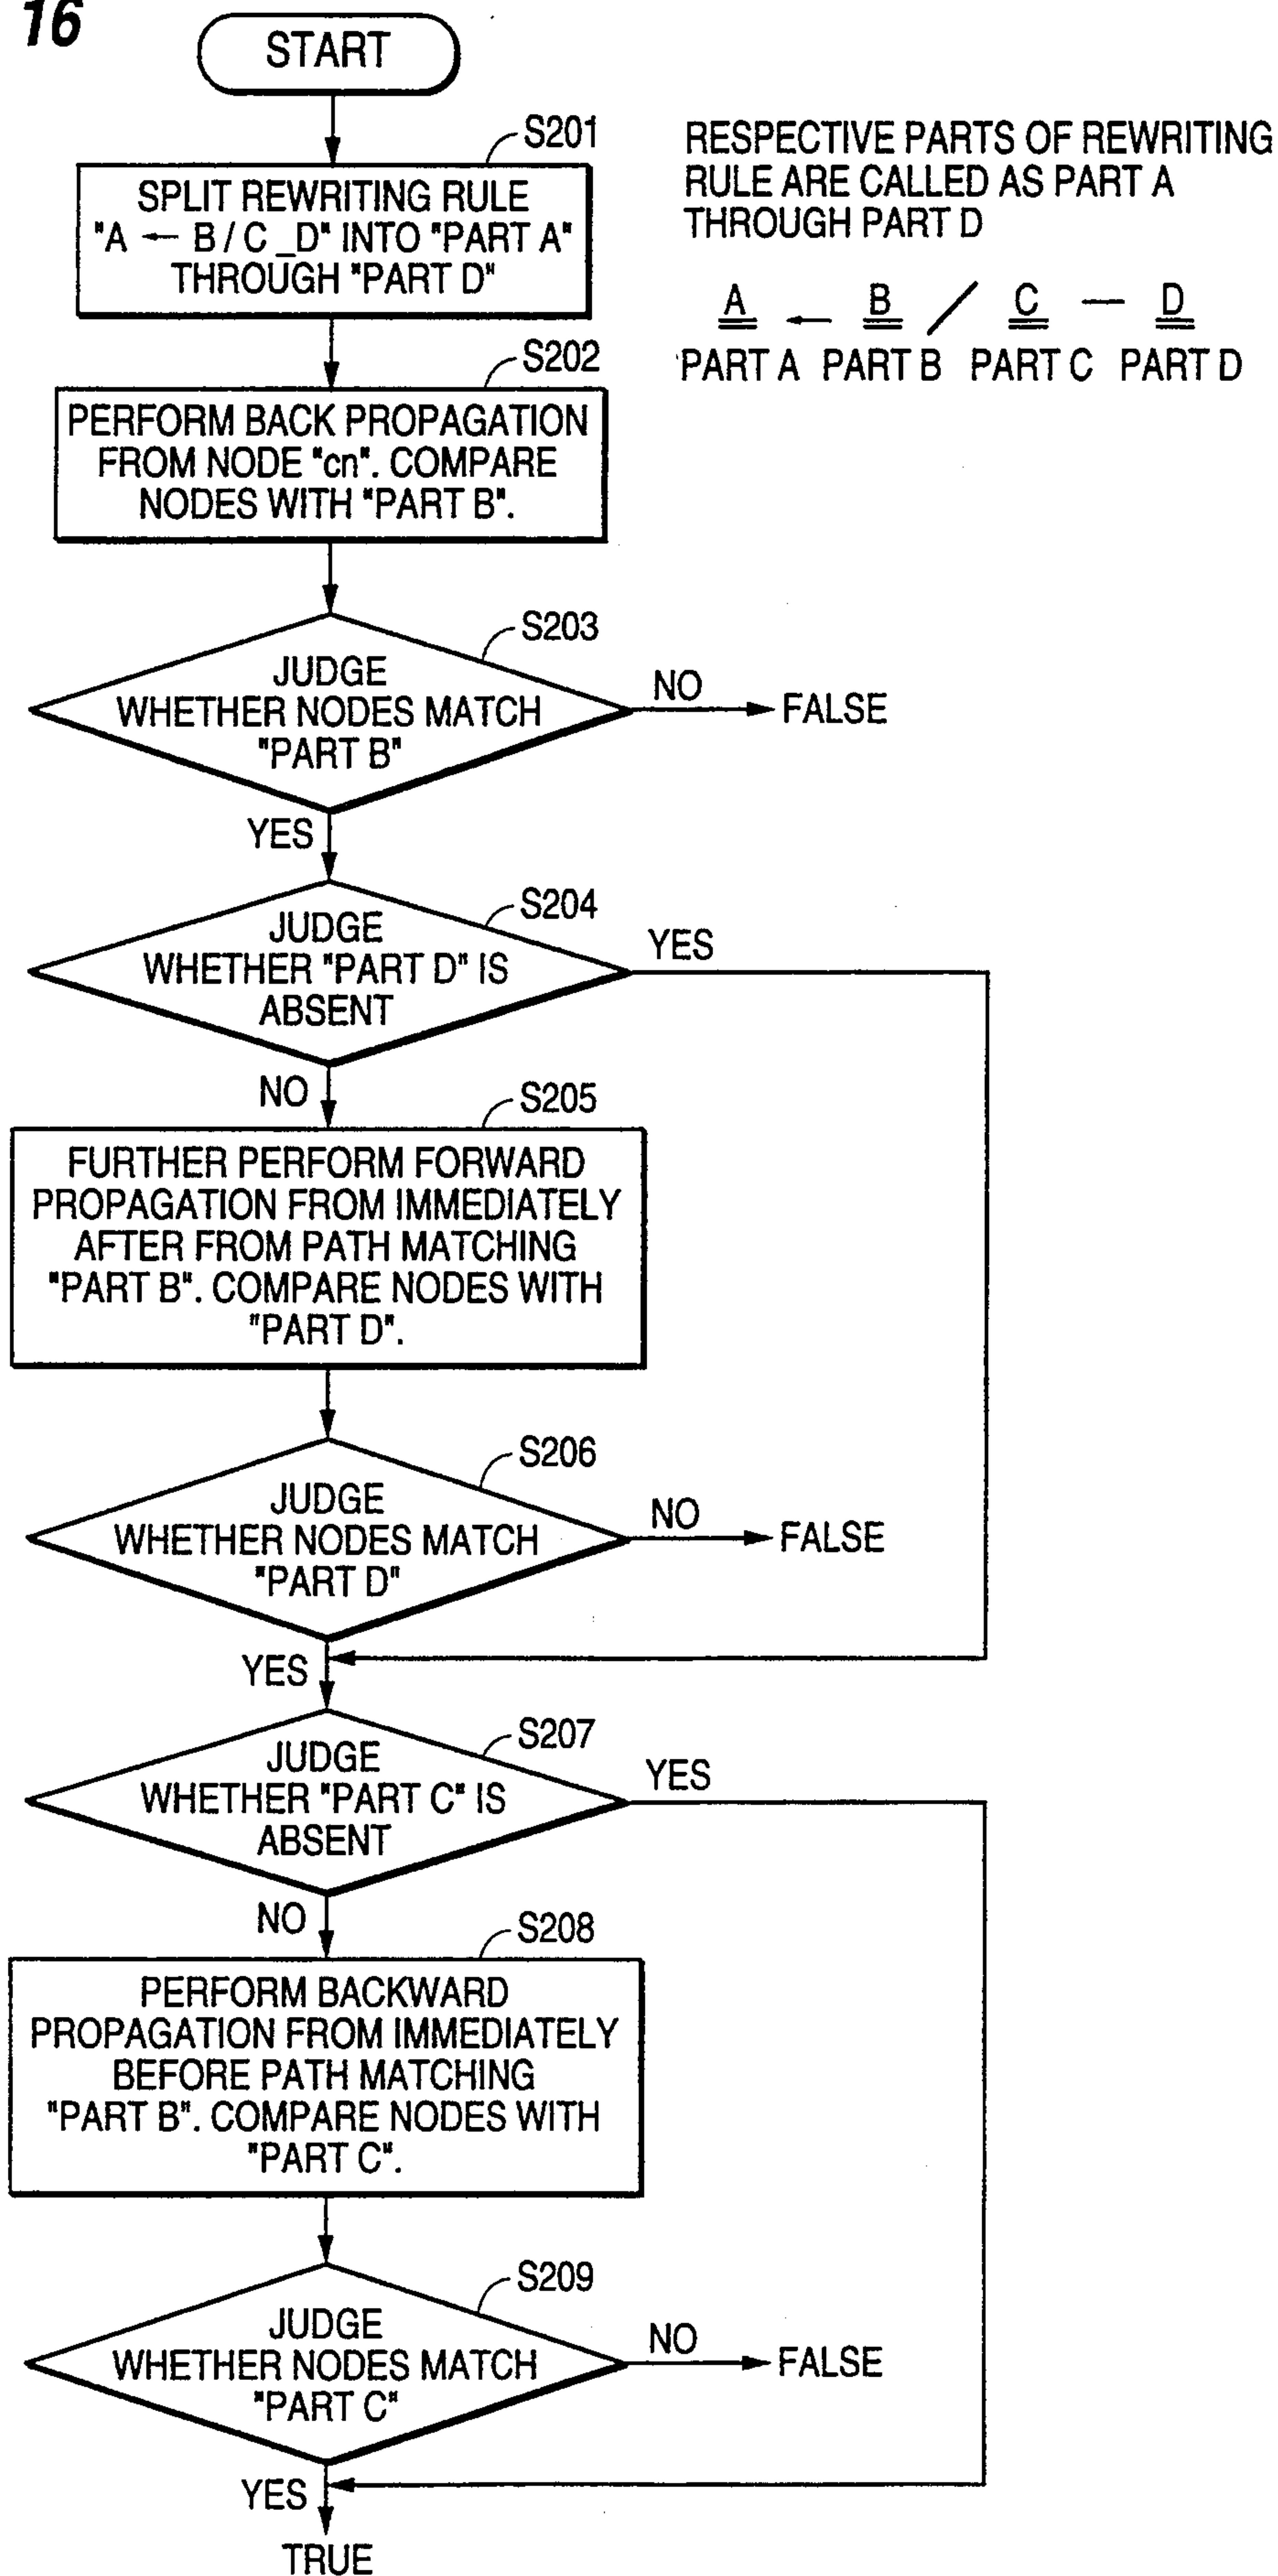 16
START
S201
SPLIT REWRITING RULE
"A ← B / C _D" INTO "PART A"
THROUGH "PART D"
RESPECTIVE PARTS OF REWRITING
RULE ARE CALLED AS PART A
THROUGH PART D
A ← B / C — D
PART A PART B PART C PART D
S202
PERFORM BACK PROPAGATION
FROM NODE "cn". COMPARE
NODES WITH "PART B".
S203
JUDGE
WHETHER NODES MATCH
"PART B"
NO
FALSE
YES
S204
JUDGE
WHETHER "PART D" IS
ABSENT
YES
NO
S205
FURTHER PERFORM FORWARD
PROPAGATION FROM IMMEDIATELY
AFTER FROM PATH MATCHING
"PART B". COMPARE NODES WITH
"PART D".
S206
JUDGE
WHETHER NODES MATCH
"PART D"
NO
FALSE
YES
S207
JUDGE
WHETHER "PART C" IS
ABSENT
YES
NO
S208
PERFORM BACKWARD
PROPAGATION FROM IMMEDIATELY
BEFORE PATH MATCHING
"PART B". COMPARE NODES WITH
"PART C".
S209
JUDGE
WHETHER NODES MATCH
"PART C"
NO
FALSE
YES
TRUE